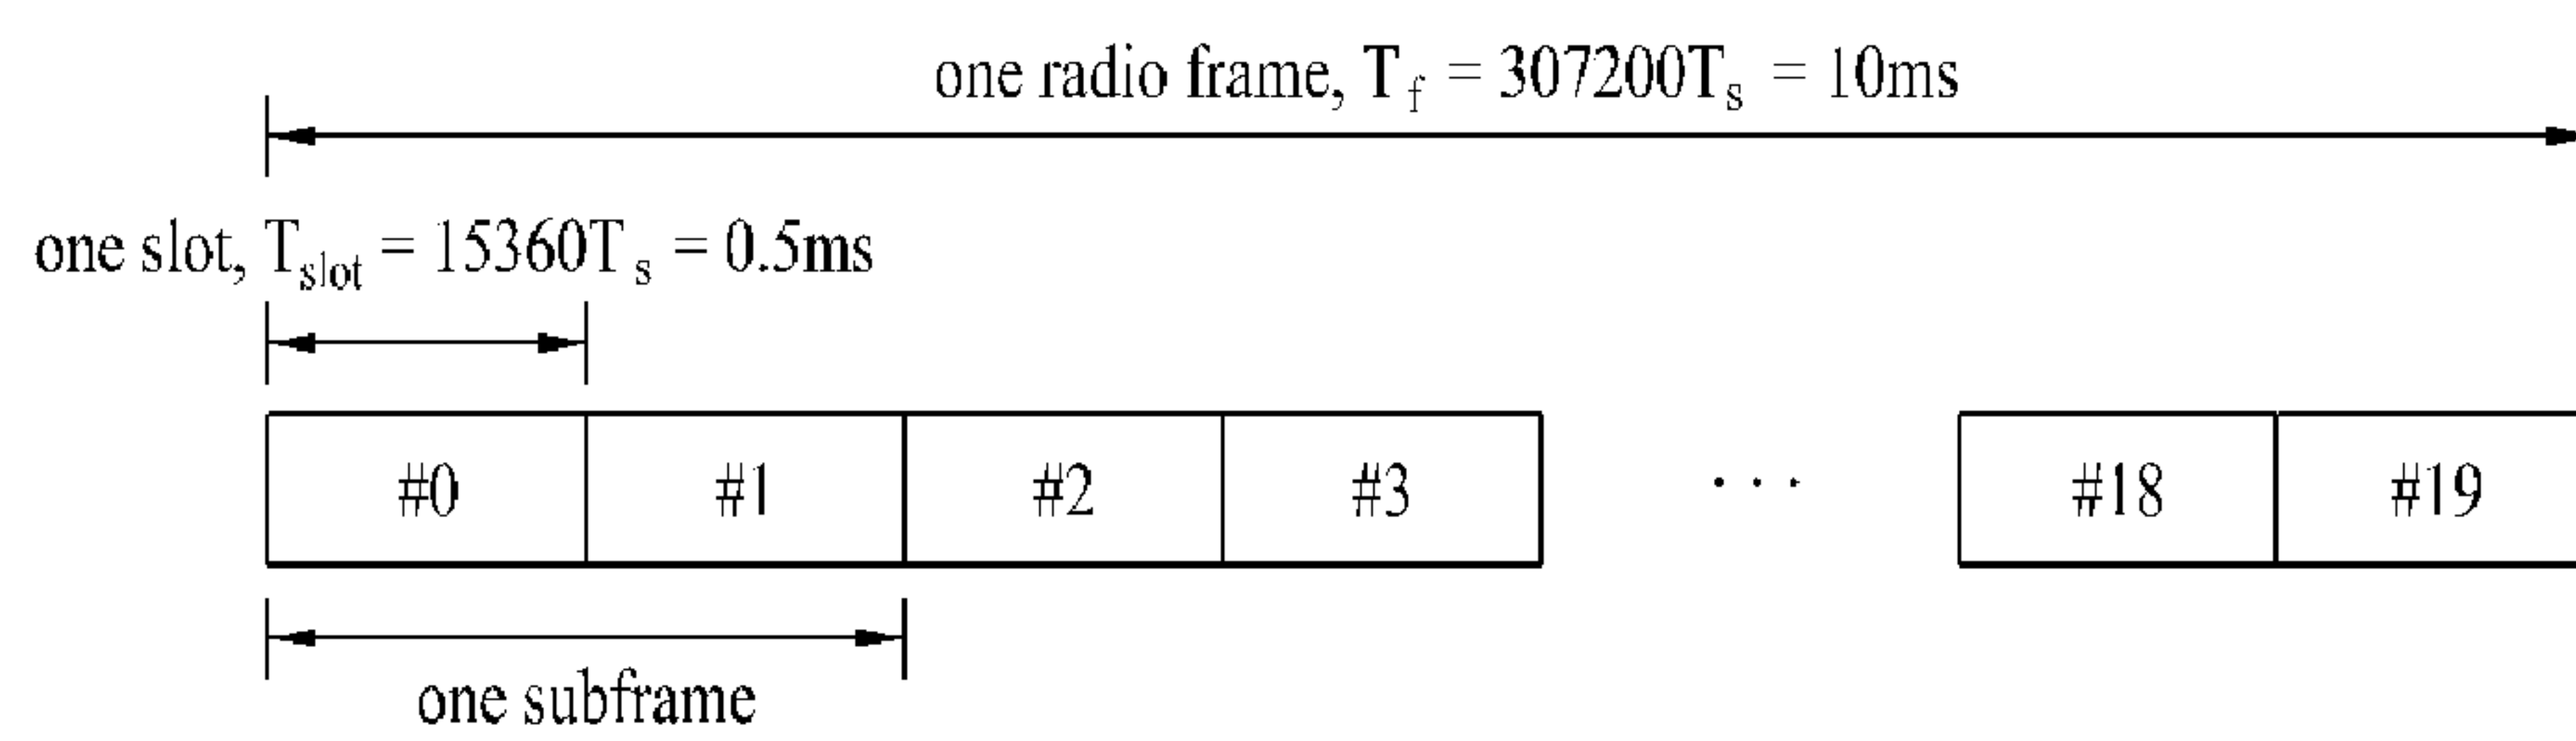 one radio frame, T_f = 307200T_s = 10ms
one slot, T_slot = 15360T_s = 0.5ms
#0 #1 #2 #3 · · · #18 #19
one subframe